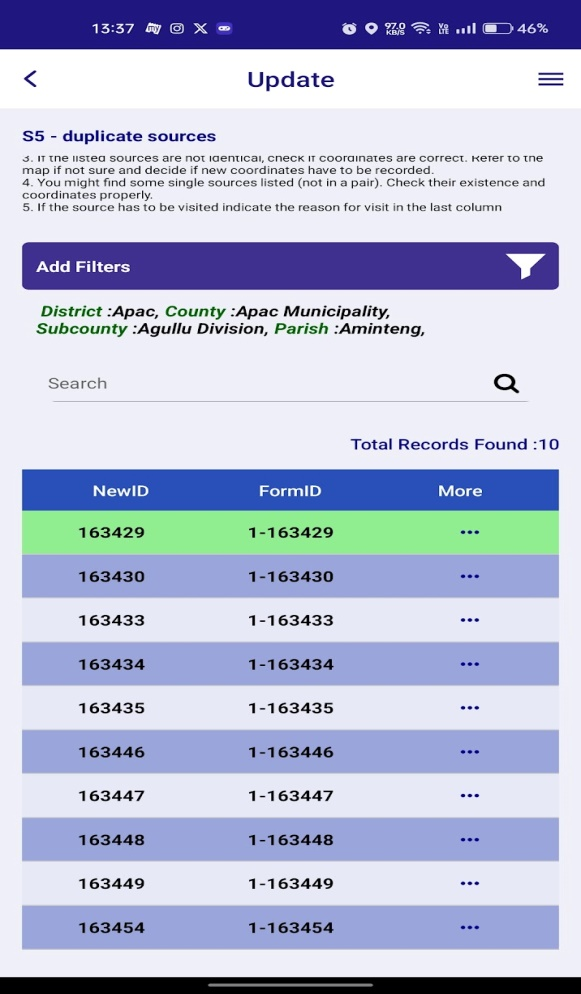 13:37 97.0 KB/S Vo LTE 46%
Update
S5 - duplicate sources
3. If the listed sources are not identical, check if coordinates are correct. Refer to the
map if not sure and decide if new coordinates have to be recorded.
4. You might find some single sources listed (not in a pair). Check their existence and
coordinates properly.
5. If the source has to be visited indicate the reason for visit in the last column
Add Filters
District :Apac, County :Apac Municipality,
Subcounty :Agullu Division, Parish :Aminteng,
Search
Total Records Found :10
NewID FormID More
163429 1-163429 •••
163430 1-163430 •••
163433 1-163433 •••
163434 1-163434 •••
163435 1-163435 •••
163446 1-163446 •••
163447 1-163447 •••
163448 1-163448 •••
163449 1-163449 •••
163454 1-163454 •••